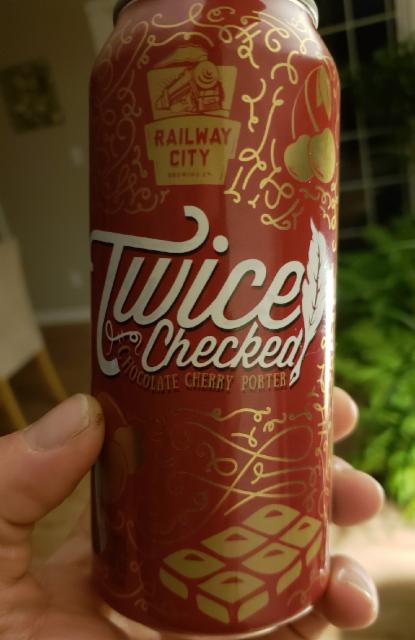 RAILWAY
CITY
BREWING CO.
Twice
Checked
CHOCOLATE CHERRY PORTER